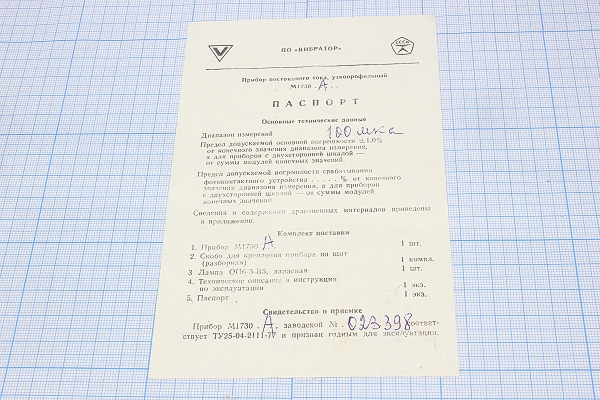 V
СССР
ПО «ВИБРАТОР»
Прибор постоянного тока, узкопрофильный
М1730 . А . .
ПАСПОРТ
Основные технические данные
Диапазон измерений 100 мкА
Предел допускаемой основной погрешности ±1,0%
от конечного значения диапазона измерения,
а для приборов с двухсторонней шкалой —
от суммы модулей конечных значений.
Предел допускаемой погрешности срабатывания
фотоконтактного устройства . . . . . % от конечного
значения диапазона измерения, а для приборов
с двухсторонней шкалой — от суммы модулей
конечных значений.
Сведения о содержании драгоценных материалов приведены
в приложении.
Комплект поставки
1. Прибор М1730 А 1 шт.
2. Скоба для крепления прибора на щит
(разборная) 1 компл.
3 Лампа ОП6-3-В5, запасная 1 шт.
4. Техническое описание и инструкция
по эксплуатации 1 экз.
5. Паспорт 1 экз.
Свидетельство о приемке
Прибор М1730 . А . заводской № . 023398 соответ-
ствует ТУ25-04-2111-77 и признан годным для эксплуатации.